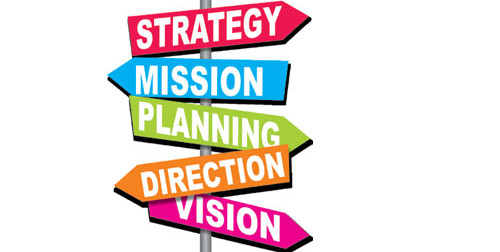 STRATEGY
MISSION
PLANNING
DIRECTION
VISION